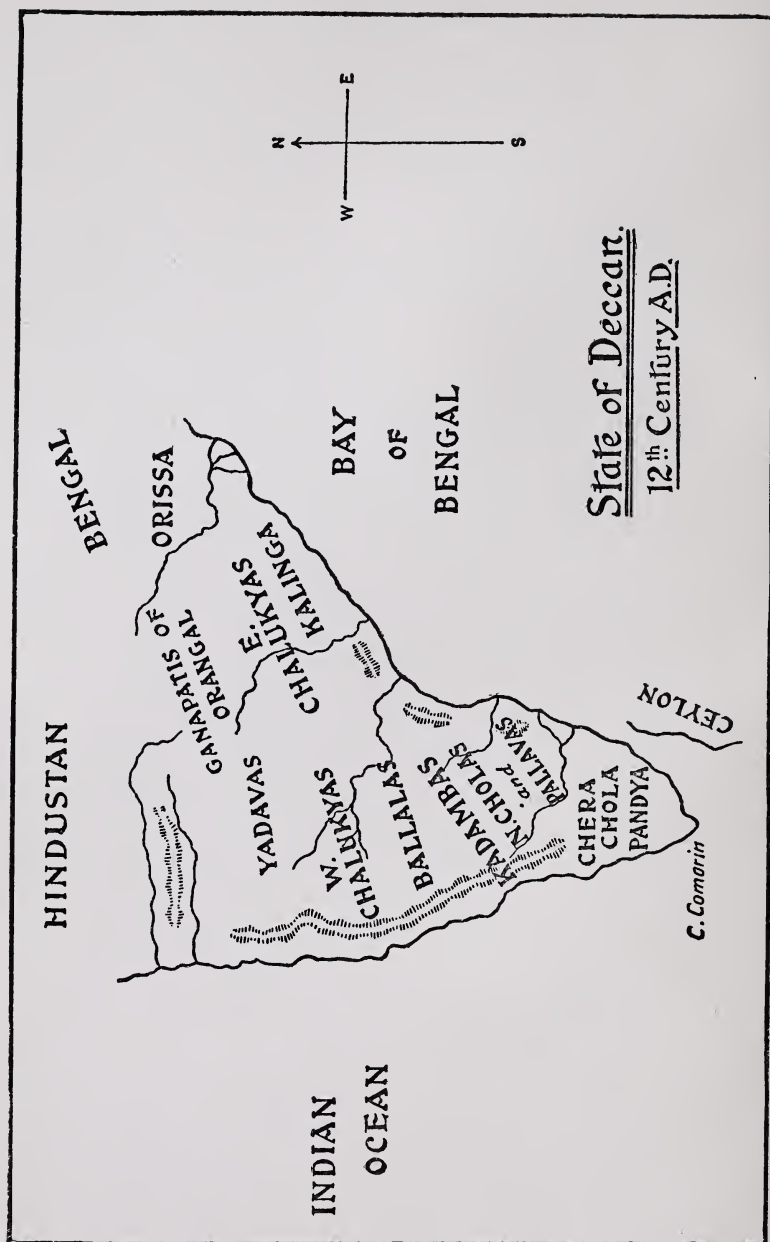 HINDUSTAN
BENGAL
ORISSA
GANAPATIS OF
ORANGAL
E.
CHALUKYAS
KALINGA
YADAVAS
W.
CHALUKYAS
BALLALAS
KADAMBAS
N. CHOLAS
and
PALLAVAS
CHERA
CHOLA
PANDYA
C. Comorin
CEYLON
INDIAN
OCEAN
BAY
OF
BENGAL
N
W
E
S
State of Deccan.
12th Century A.D.